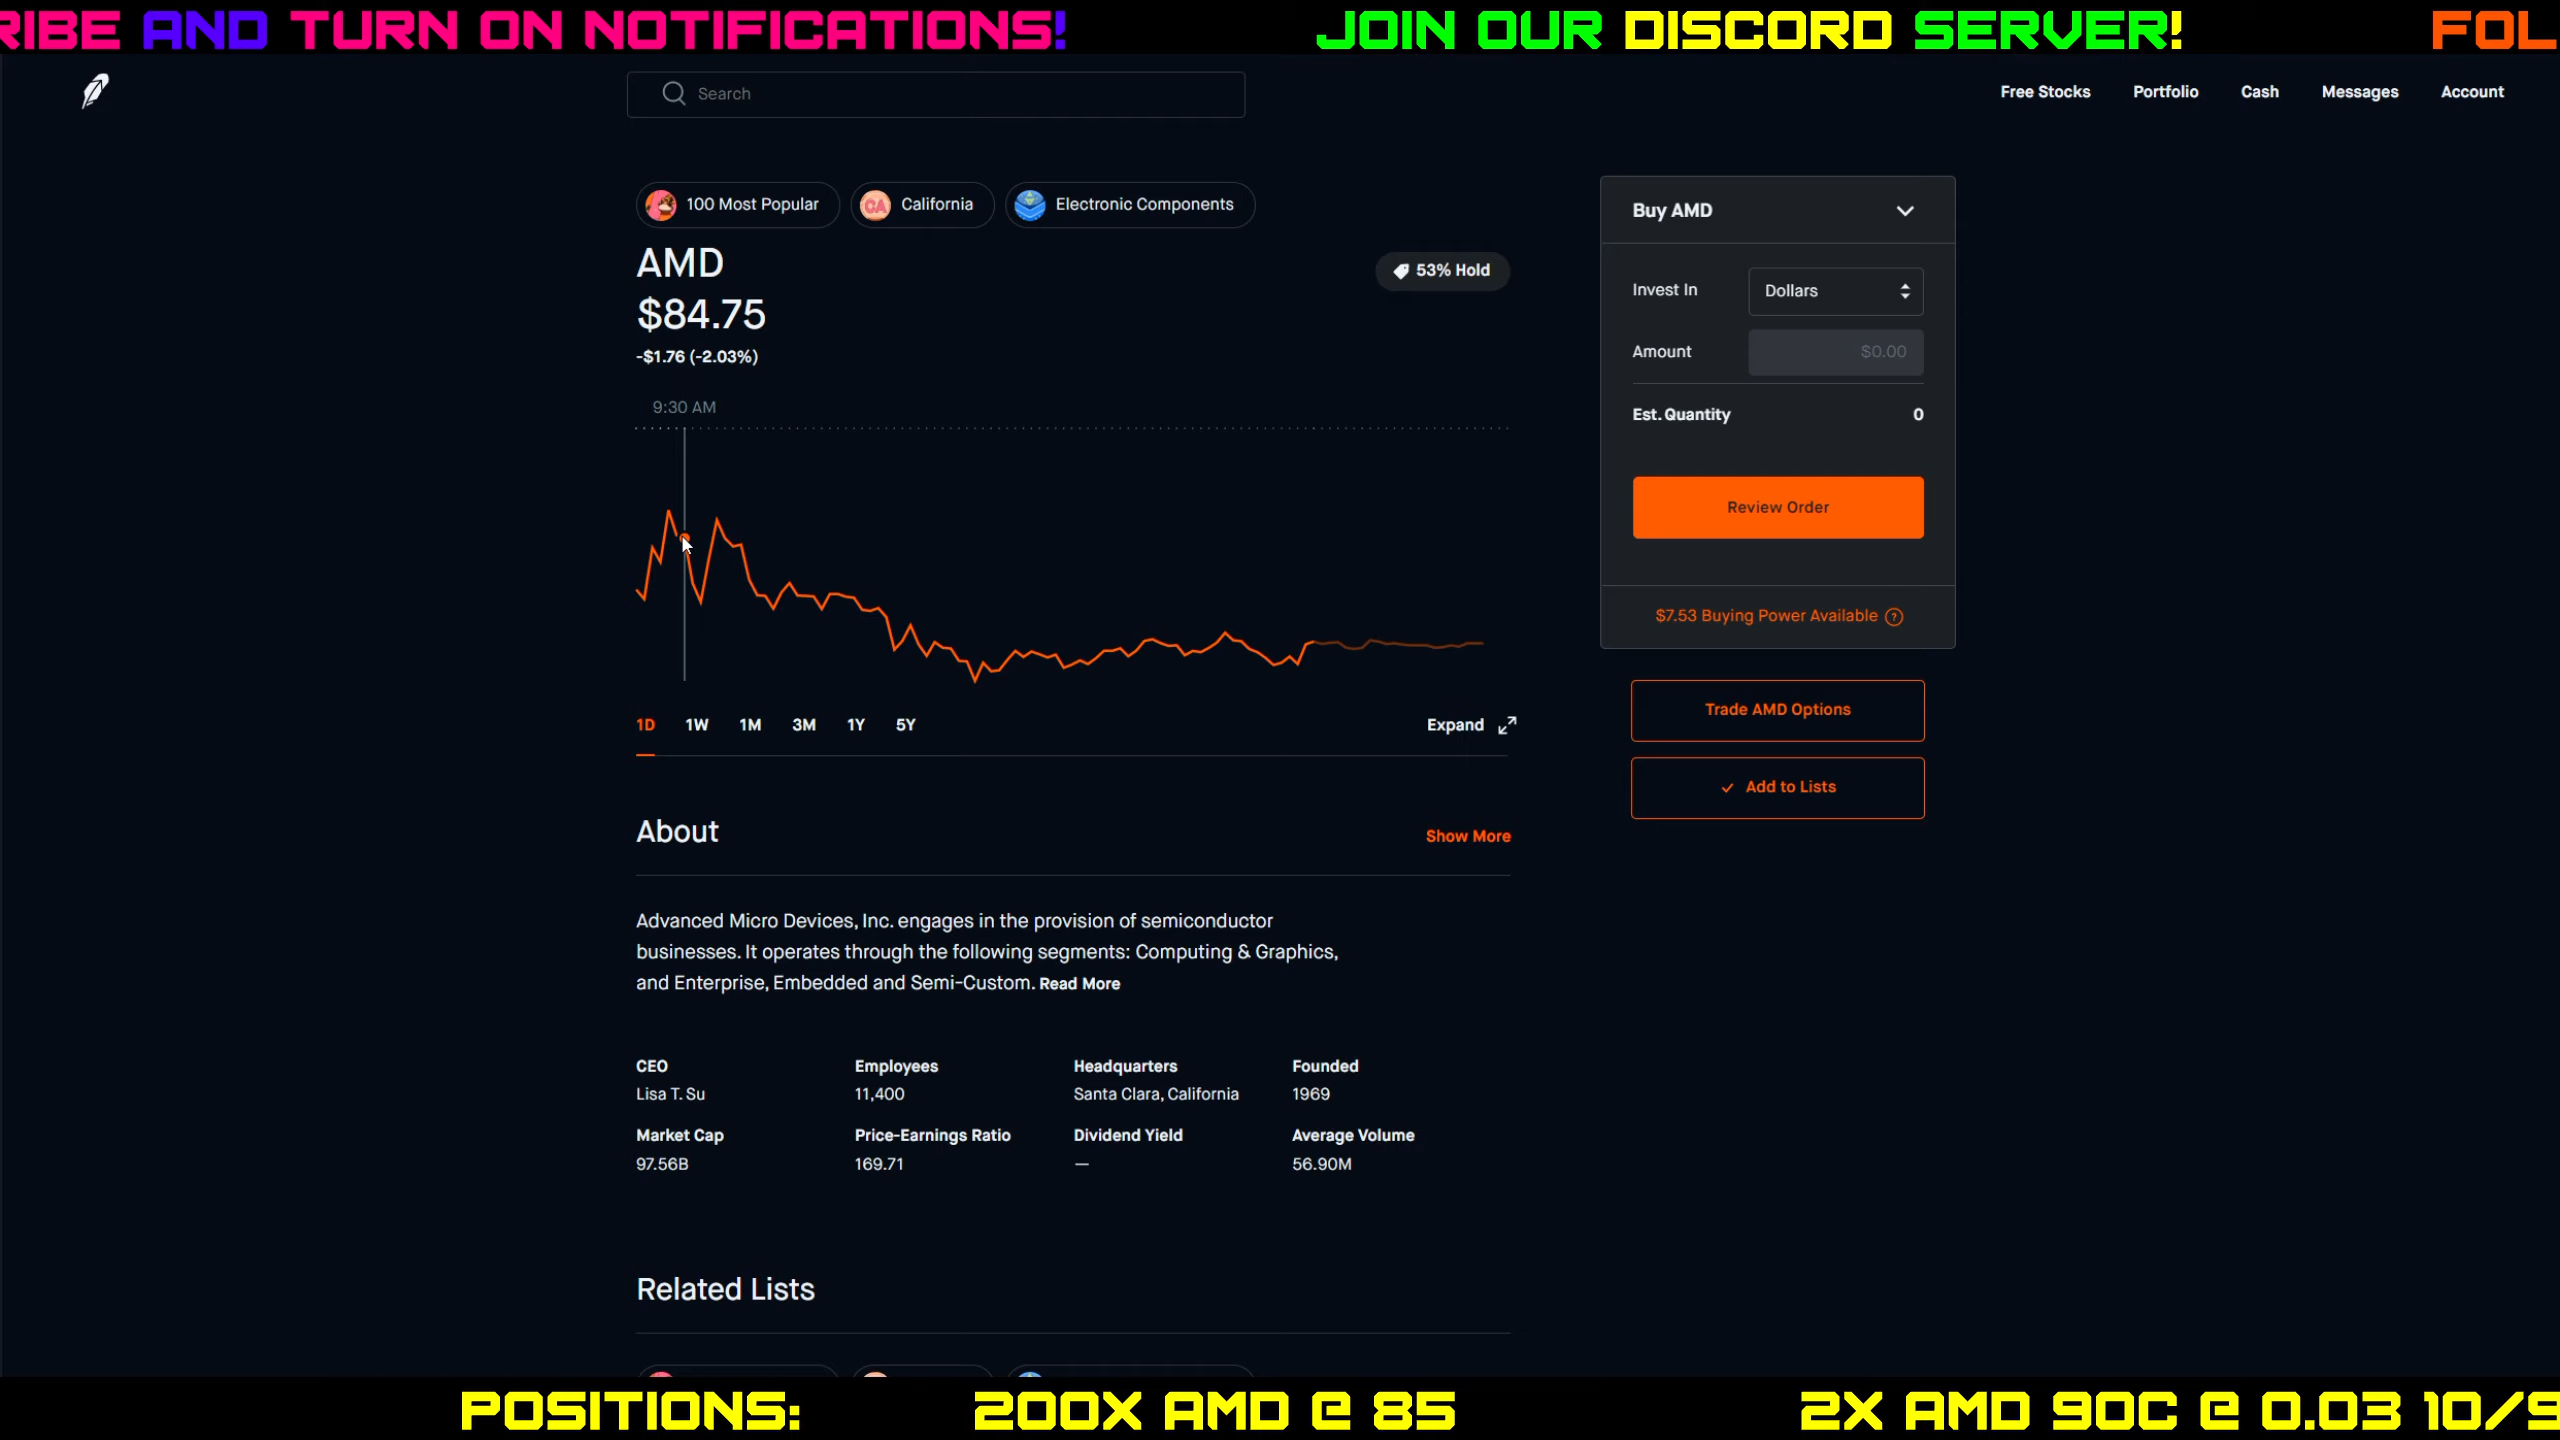 RIBE AND TURN ON NOTIFICATIONS! JOIN OUR DISCORD SERVER! FOL
Search
Free Stocks Portfolio Cash Messages Account
100 Most Popular California Electronic Components
CA
AMD
$84.75
-$1.76 (-2.03%)
53% Hold
9:30 AM
1D 1W 1M 3M 1Y 5Y Expand
Buy AMD
Invest In Dollars
Amount $0.00
Est. Quantity 0
Review Order
$7.53 Buying Power Available ?
Trade AMD Options
Add to Lists
About Show More
Advanced Micro Devices, Inc. engages in the provision of semiconductor
businesses. It operates through the following segments: Computing & Graphics,
and Enterprise, Embedded and Semi-Custom. Read More
CEO Employees Headquarters Founded
Lisa T. Su 11,400 Santa Clara, California 1969
Market Cap Price-Earnings Ratio Dividend Yield Average Volume
97.56B 169.71 — 56.90M
Related Lists
POSITIONS: 200X AMD @ 85 2X AMD 90C @ 0.03 10/9